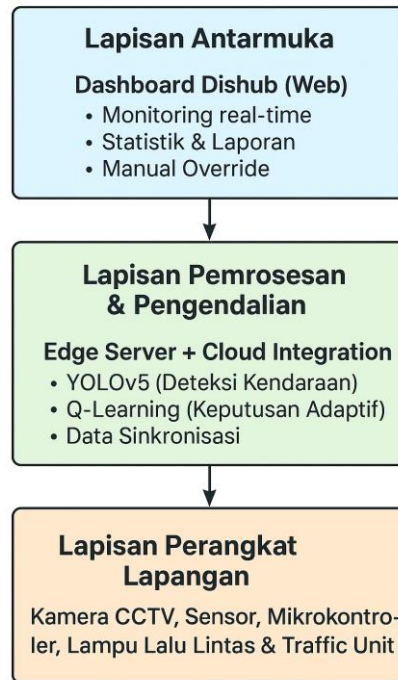 Lapisan Antarmuka
Dashboard Dishub (Web)
• Monitoring real-time
• Statistik & Laporan
• Manual Override
Lapisan Pemrosesan
& Pengendalian
Edge Server + Cloud Integration
• YOLOv5 (Deteksi Kendaraan)
• Q-Learning (Keputusan Adaptif)
• Data Sinkronisasi
Lapisan Perangkat
Lapangan
Kamera CCTV, Sensor, Mikrokontro-
ler, Lampu Lalu Lintas & Traffic Unit